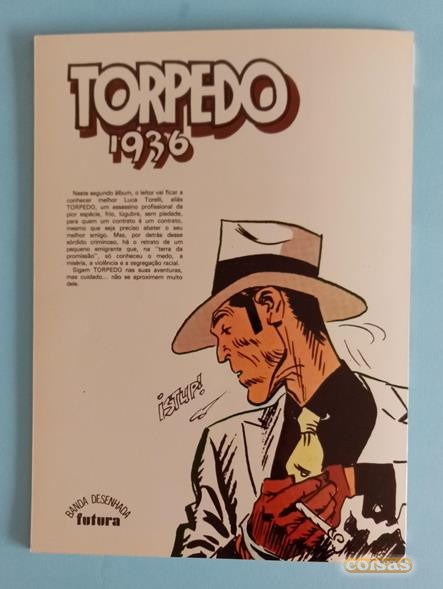 TORPEDO
1936
Neste segundo álbum, o leitor vai ficar a
conhecer melhor Luca Torelli, aliás
TORPEDO, um assassino profissional da
pior espécie, frio, lúgubre, sem piedade,
para quem um contrato é um contrato,
mesmo que seja preciso abater o seu
melhor amigo. Mas, por detrás desse
sórdido criminoso, há o retrato de um
pequeno emigrante que, na "terra da
promissão", só conheceu o medo, a
miséria, a violência e a segregação racial.
Sigam TORPEDO nas suas aventuras,
mas cuidado... não se aproximem muito
dele.
¡STUP!
BANDA DESENHADA
futura
coisas